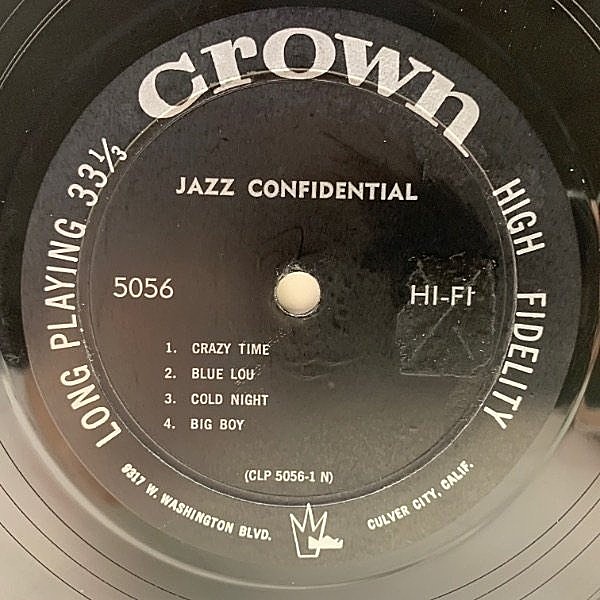 crown
LONG PLAYING 33⅓
HIGH FIDELITY
JAZZ CONFIDENTIAL
5056
HI-FI
1. CRAZY TIME
2. BLUE LOU
3. COLD NIGHT
4. BIG BOY
(CLP 5056-1 N)
9317 W. WASHINGTON BLVD.
CULVER CITY, CALIF.